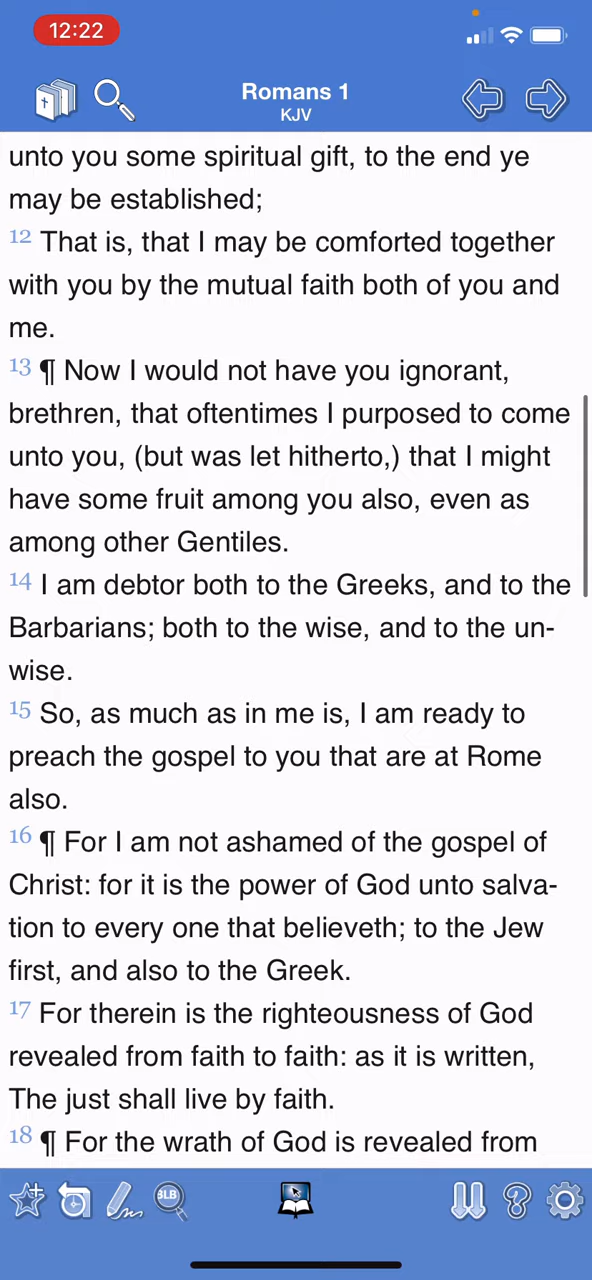 12:22
Romans 1
KJV
unto you some spiritual gift, to the end ye
may be established;
12 That is, that I may be comforted together
with you by the mutual faith both of you and
me.
13 ¶ Now I would not have you ignorant,
brethren, that oftentimes I purposed to come
unto you, (but was let hitherto,) that I might
have some fruit among you also, even as
among other Gentiles.
14 I am debtor both to the Greeks, and to the
Barbarians; both to the wise, and to the un-
wise.
15 So, as much as in me is, I am ready to
preach the gospel to you that are at Rome
also.
16 ¶ For I am not ashamed of the gospel of
Christ: for it is the power of God unto salva-
tion to every one that believeth; to the Jew
first, and also to the Greek.
17 For therein is the righteousness of God
revealed from faith to faith: as it is written,
The just shall live by faith.
18 ¶ For the wrath of God is revealed from
BLB